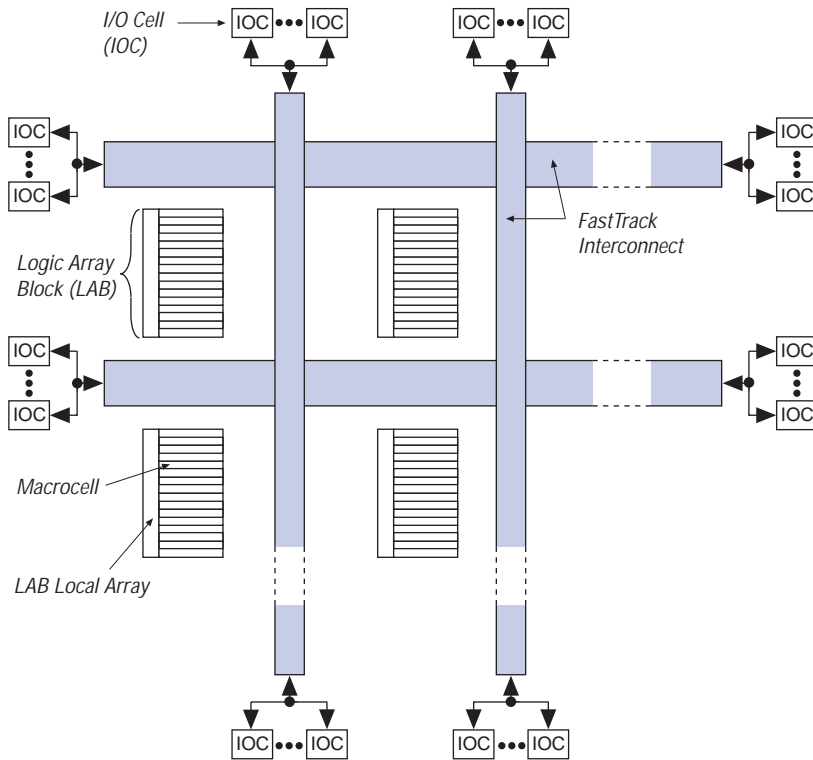 I/O Cell
(IOC)
IOC IOC IOC IOC
IOC IOC
IOC IOC
Logic Array
Block (LAB)
FastTrack
Interconnect
IOC IOC
IOC IOC
Macrocell
LAB Local Array
IOC IOC IOC IOC